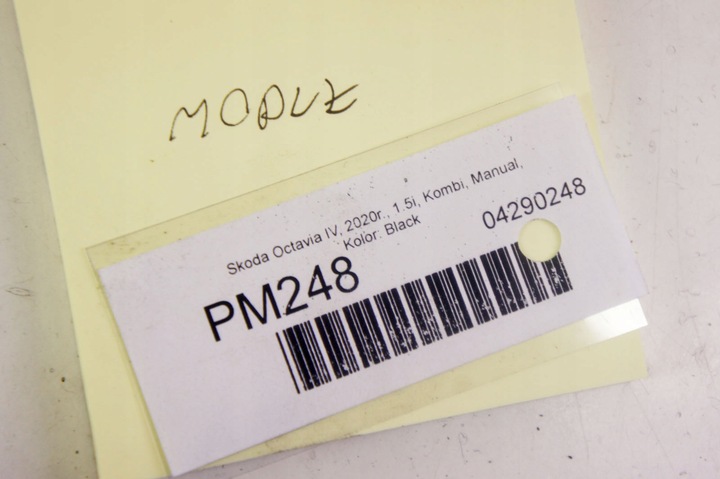 MODUŁ
Skoda Octavia IV, 2020r., 1.5i, Kombi, Manual,
Kolor: Black
04290248
PM248